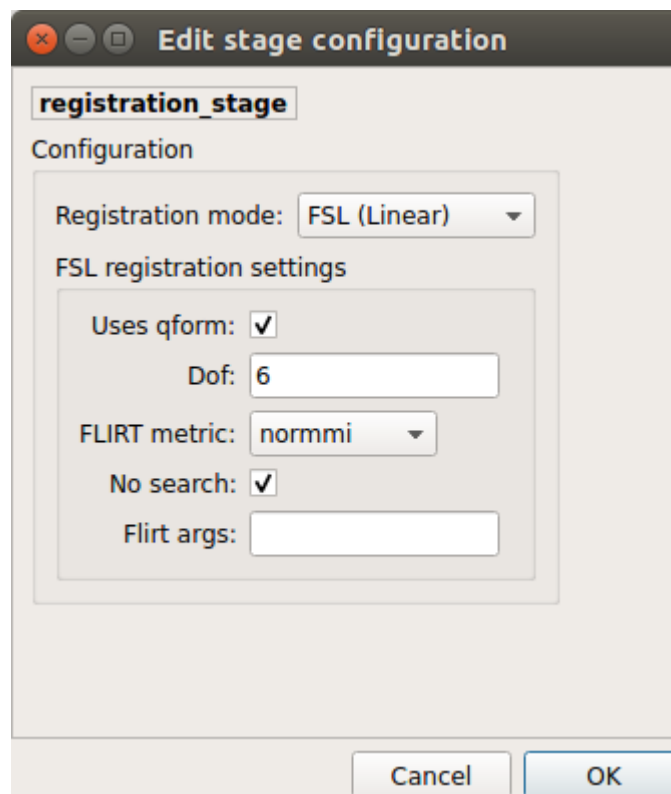 Edit stage configuration
registration_stage
Configuration
Registration mode: FSL (Linear)
FSL registration settings
Uses qform:
Dof: 6
FLIRT metric: normmi
No search:
Flirt args:
Cancel OK